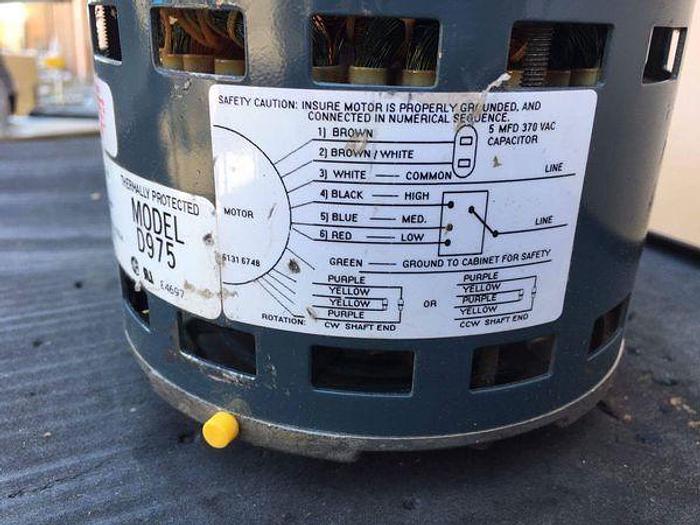 SAFETY CAUTION: INSURE MOTOR IS PROPERLY GROUNDED, AND
CONNECTED IN NUMERICAL SEQUENCE.
1) BROWN
5 MFD 370 VAC
CAPACITOR
2) BROWN/WHITE
3) WHITE COMMON
LINE
4) BLACK HIGH
MOTOR
5) BLUE MED.
LINE
6) RED LOW
51316748
GREEN GROUND TO CABINET FOR SAFETY
PURPLE
YELLOW
YELLOW
PURPLE
OR
PURPLE
YELLOW
PURPLE
YELLOW
ROTATION: CW SHAFT END
CCW SHAFT END
THERMALLY PROTECTED
MODEL
D975
E4697